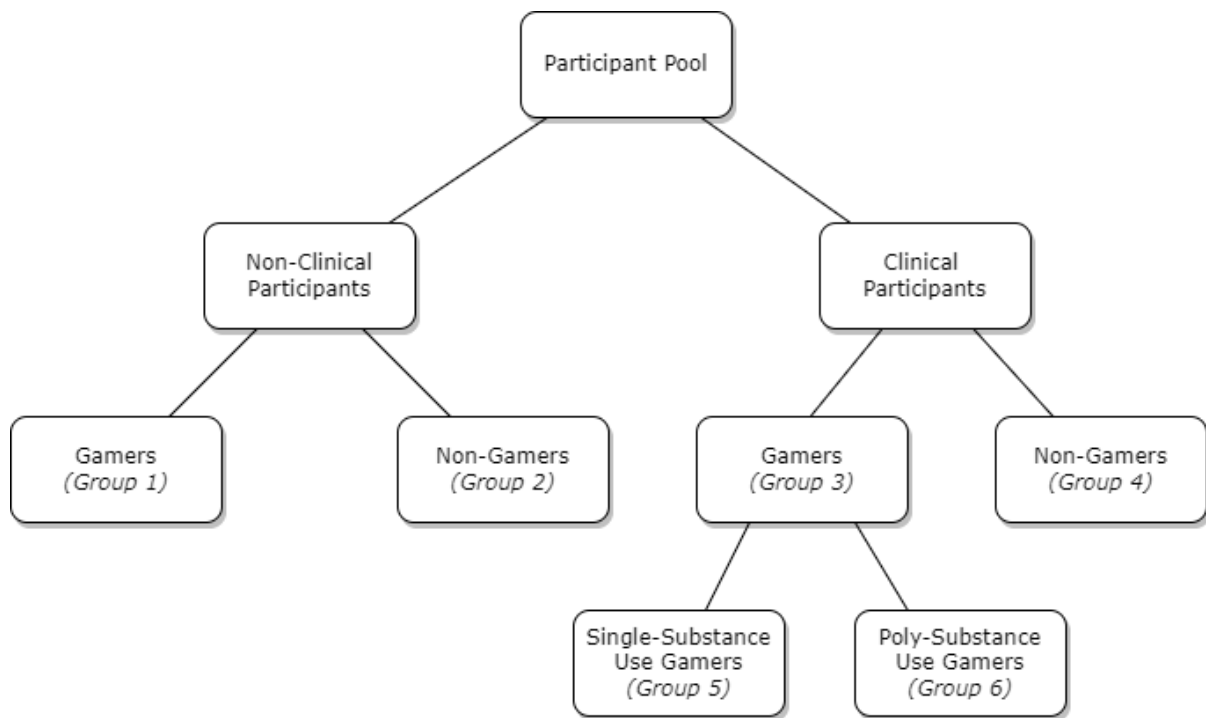 Participant Pool
Non-Clinical
Participants
Clinical
Participants
Gamers
(Group 1)
Non-Gamers
(Group 2)
Gamers
(Group 3)
Non-Gamers
(Group 4)
Single-Substance
Use Gamers
(Group 5)
Poly-Substance
Use Gamers
(Group 6)